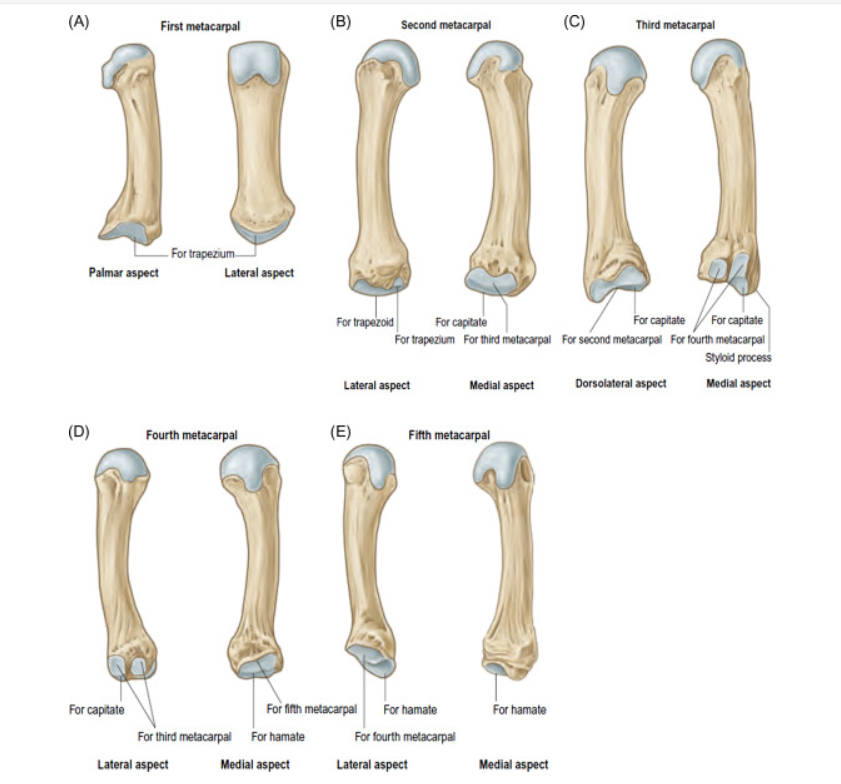 (A)
First metacarpal
For trapezium
Palmar aspect
Lateral aspect
(B)
Second metacarpal
For trapezoid
For trapezium
For capitate
For third metacarpal
Lateral aspect
Medial aspect
(C)
Third metacarpal
For capitate
For second metacarpal
For capitate
For fourth metacarpal
Styloid process
Dorsolateral aspect
Medial aspect
(D)
Fourth metacarpal
For capitate
For third metacarpal
For fifth metacarpal
For hamate
Lateral aspect
Medial aspect
(E)
Fifth metacarpal
For hamate
For fourth metacarpal
For hamate
Lateral aspect
Medial aspect